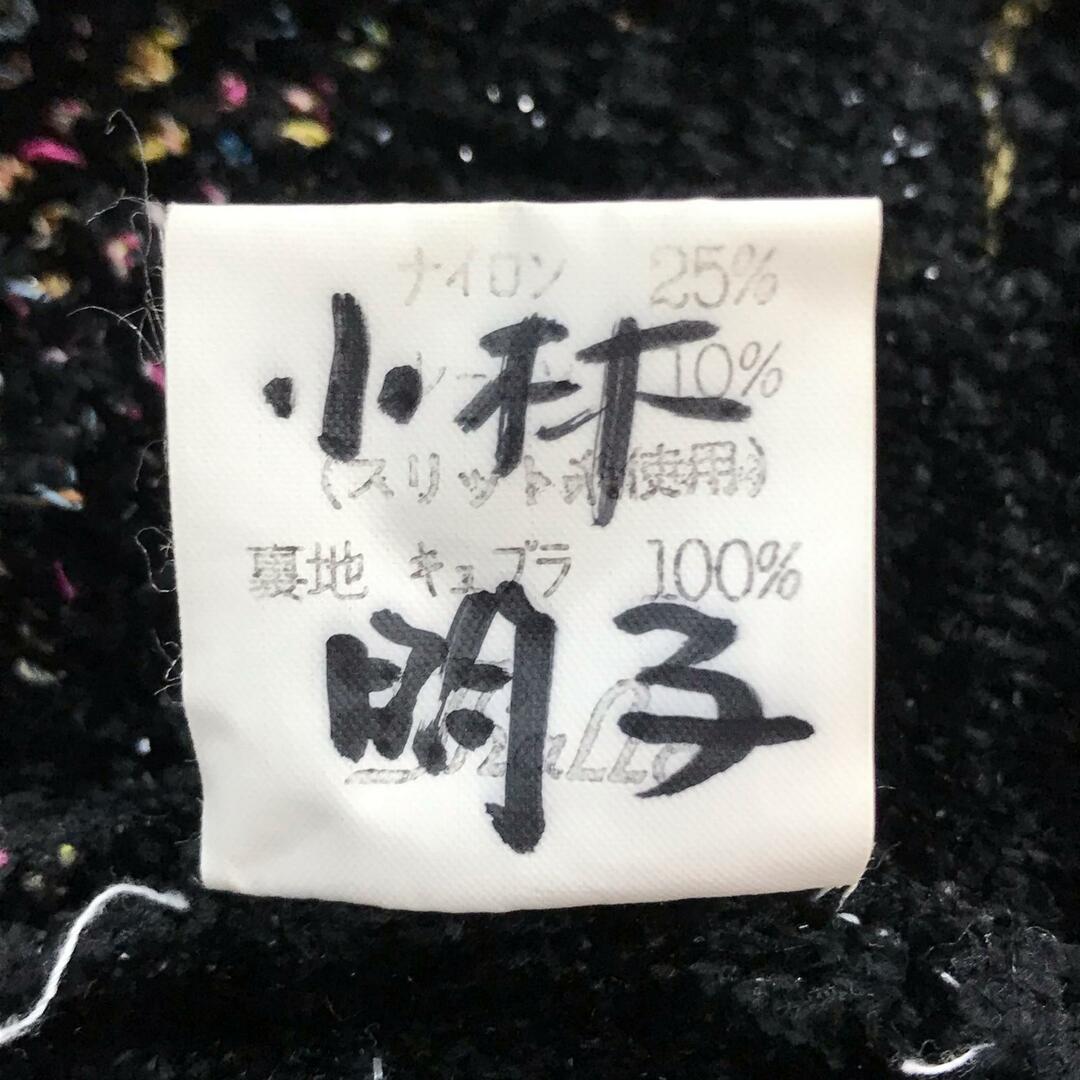 ナイロン 25%
小林
10%
(スリット糸使用)
裏地 キュプラ 100%
明子